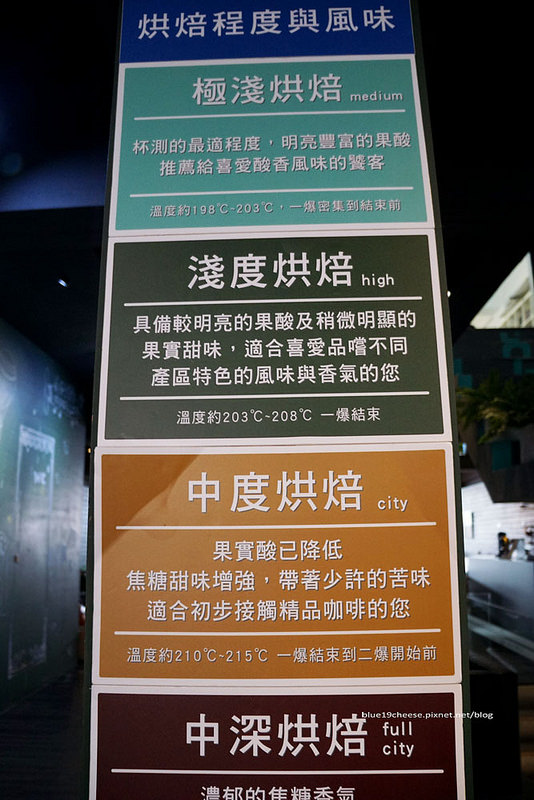 烘焙程度與風味
極淺烘焙 medium
杯測的最適程度，明亮豐富的果酸
推薦給喜愛酸香風味的饕客
溫度約198℃~203℃，一爆密集到結束前
淺度烘焙 high
具備較明亮的果酸及稍微明顯的
果實甜味，適合喜愛品嚐不同
產區特色的風味與香氣的您
溫度約203℃~208℃ 一爆結束
中度烘焙 city
果實酸已降低
焦糖甜味增強，帶著少許的苦味
適合初步接觸精品咖啡的您
溫度約210℃~215℃ 一爆結束到二爆開始前
blue19cheese.pixnet.net/blog
中深烘焙 full city
濃郁的焦糖香氣